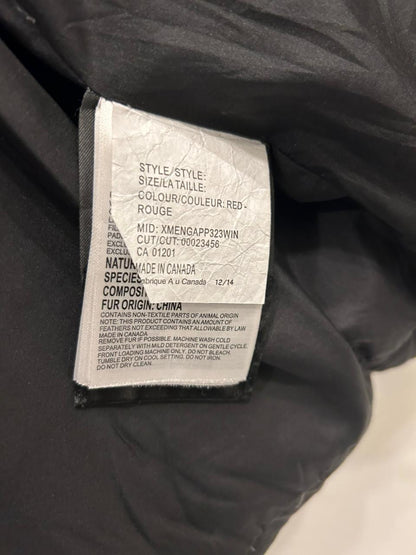 STYLE/STYLE:
SIZE/LA TAILLE:
COLOUR/COULEUR: RED -
ROUGE
MID: XMENGAPP323WIN
CUT/CUT: 00023456
CA 01201
MADE IN CANADA
Fabrique A u Canada 12/14
NATUR
SPECIES
COMPOSIT
FUR ORIGIN: CHINA
CONTAINS NON-TEXTILE PARTS OF ANIMAL ORIGIN
NOTE: THIS PRODUCT CONTAINS AN AMOUNT OF
FEATHERS NOT EXCEEDING THAT ALLOWABLE BY LAW
MADE IN CANADA
REMOVE FUR IF POSSIBLE. MACHINE WASH COLD
SEPARATELY WITH MILD DETERGENT ON GENTLE CYCLE.
FRONT LOADING MACHINE ONLY. DO NOT BLEACH.
TUMBLE DRY ON COOL SETTING. DO NOT IRON.
DO NOT DRY CLEAN.